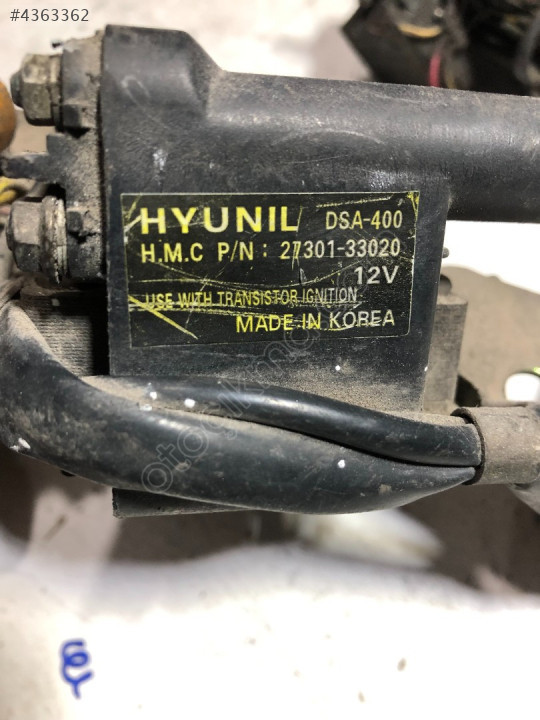 #4363362
HYUNIL DSA-400
H.M.C P/N : 27301-33020
12V
USE WITH TRANSISTOR IGNITION
MADE IN KOREA